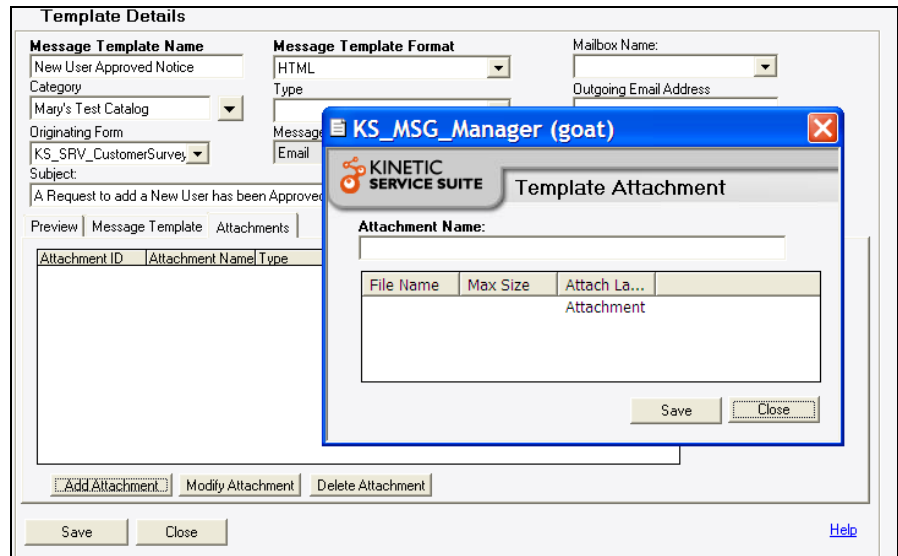 Template Details
Message Template Name
Message Template Format
Mailbox Name:
New User Approved Notice
HTML
Category
Type
Outgoing Email Address
Mary's Test Catalog
Originating Form
Message
KS_SRV_CustomerSurvey
Email
Subject:
A Request to add a New User has been Approved
Preview
Message Template
Attachments
Attachment ID
Attachment Name
Type
KS_MSG_Manager (goat)
KINETIC
SERVICE SUITE
Template Attachment
Attachment Name:
File Name
Max Size
Attach La...
Attachment
Save
Close
Add Attachment
Modify Attachment
Delete Attachment
Save
Close
Help